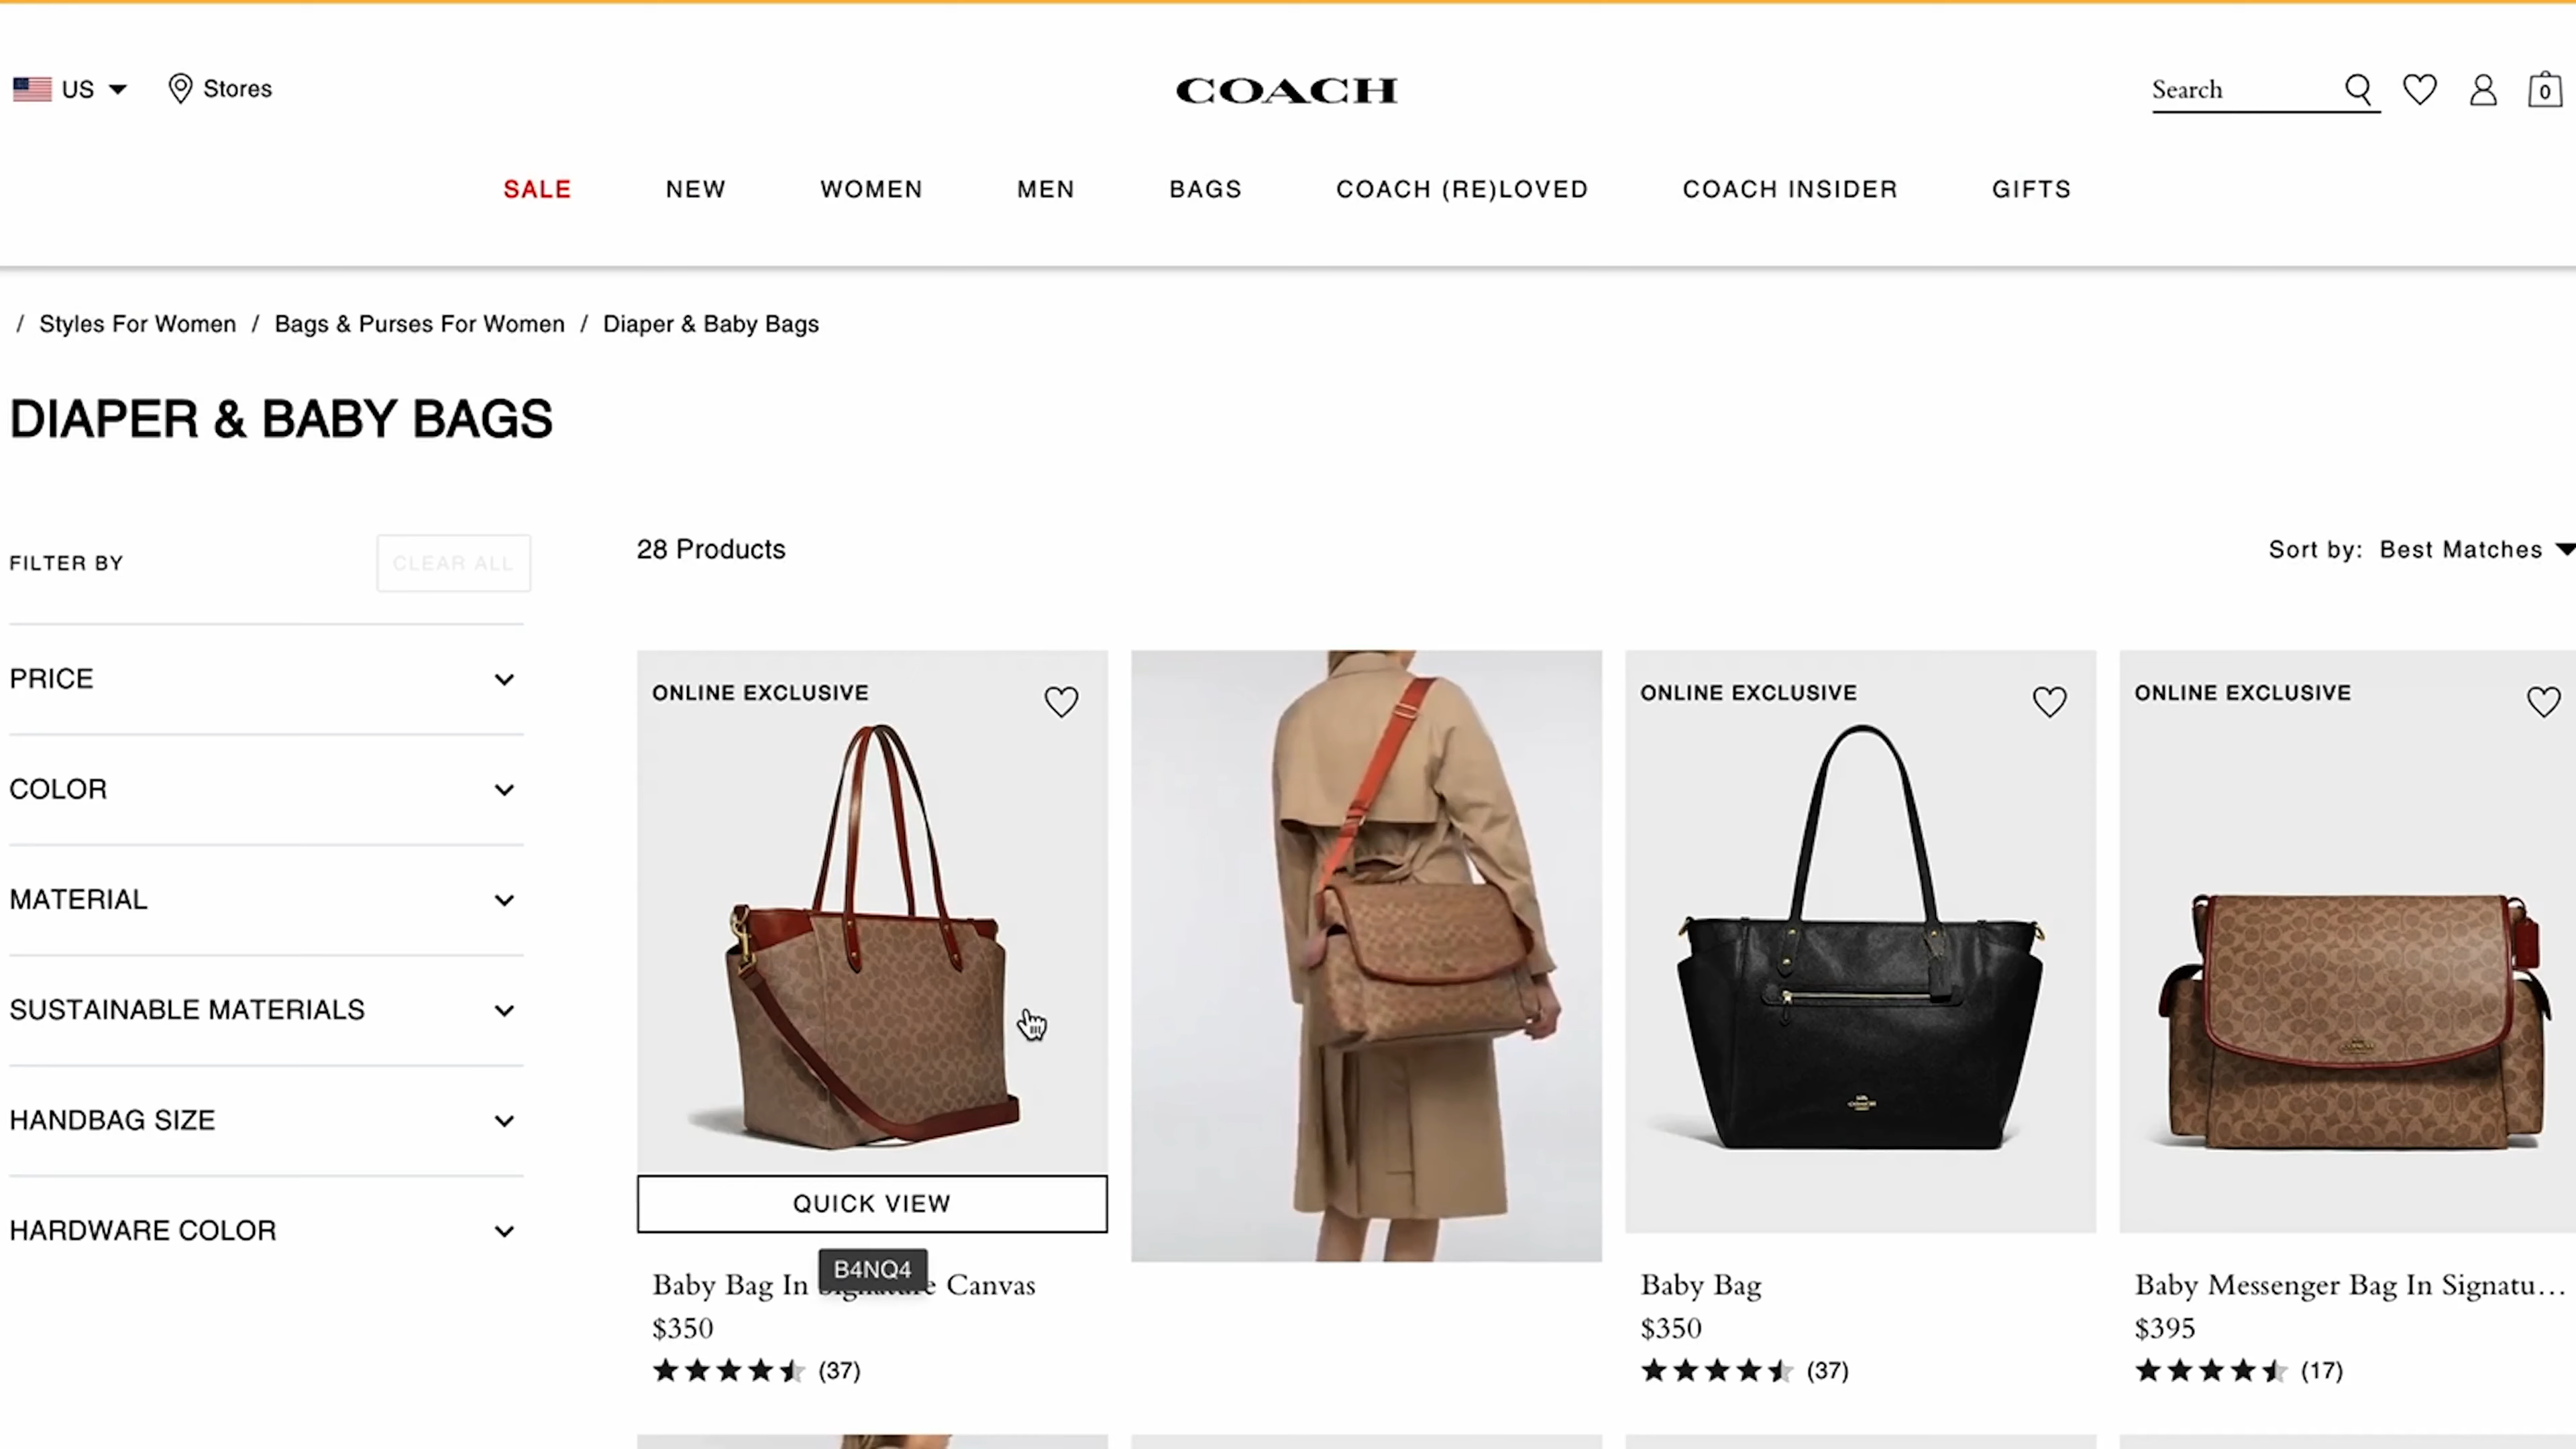 US
Stores
COACH
Search
0
SALE
NEW
WOMEN
MEN
BAGS
COACH (RE)LOVED
COACH INSIDER
GIFTS
/ Styles For Women / Bags & Purses For Women / Diaper & Baby Bags
DIAPER & BABY BAGS
FILTER BY
CLEAR ALL
28 Products
Sort by: Best Matches
PRICE
COLOR
MATERIAL
SUSTAINABLE MATERIALS
HANDBAG SIZE
HARDWARE COLOR
ONLINE EXCLUSIVE
QUICK VIEW
B4NQ4
Baby Bag In Signature Canvas
$350
(37)
ONLINE EXCLUSIVE
COACH
Baby Bag
$350
(37)
ONLINE EXCLUSIVE
COACH
Baby Messenger Bag In Signatu...
$395
(17)